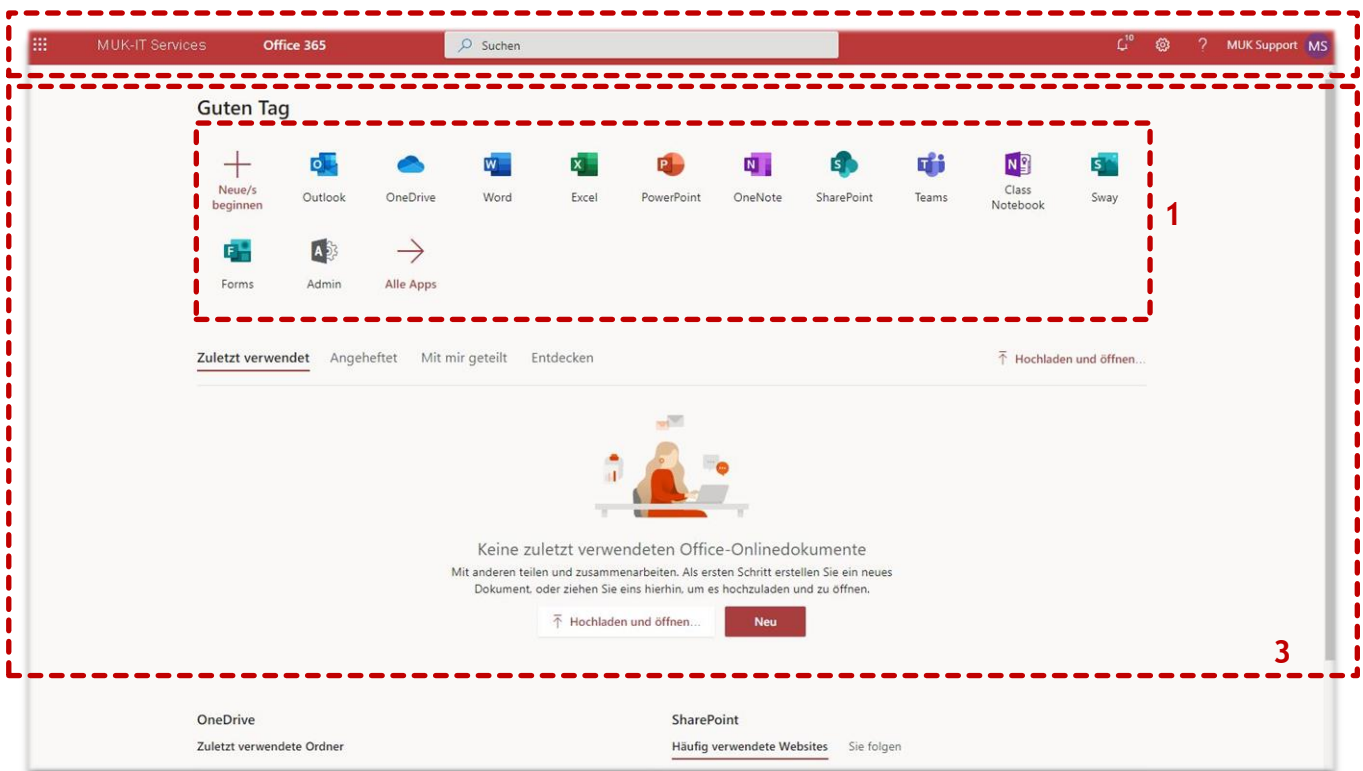 MUK-IT Services Office 365 Suchen 10 ? MUK Support MS
Guten Tag
Neue/s beginnen
Outlook
OneDrive
Word
Excel
PowerPoint
OneNote
SharePoint
Teams
Class Notebook
Sway
1
Forms
Admin
Alle Apps
Zuletzt verwendet Angeheftet Mit mir geteilt Entdecken Hochladen und öffnen...
Keine zuletzt verwendeten Office-Onlinedokumente
Mit anderen teilen und zusammenarbeiten. Als ersten Schritt erstellen Sie ein neues
Dokument, oder ziehen Sie eins hierhin, um es hochzuladen und zu öffnen.
Hochladen und öffnen... Neu
3
OneDrive
Zuletzt verwendete Ordner
SharePoint
Häufig verwendete Websites Sie folgen